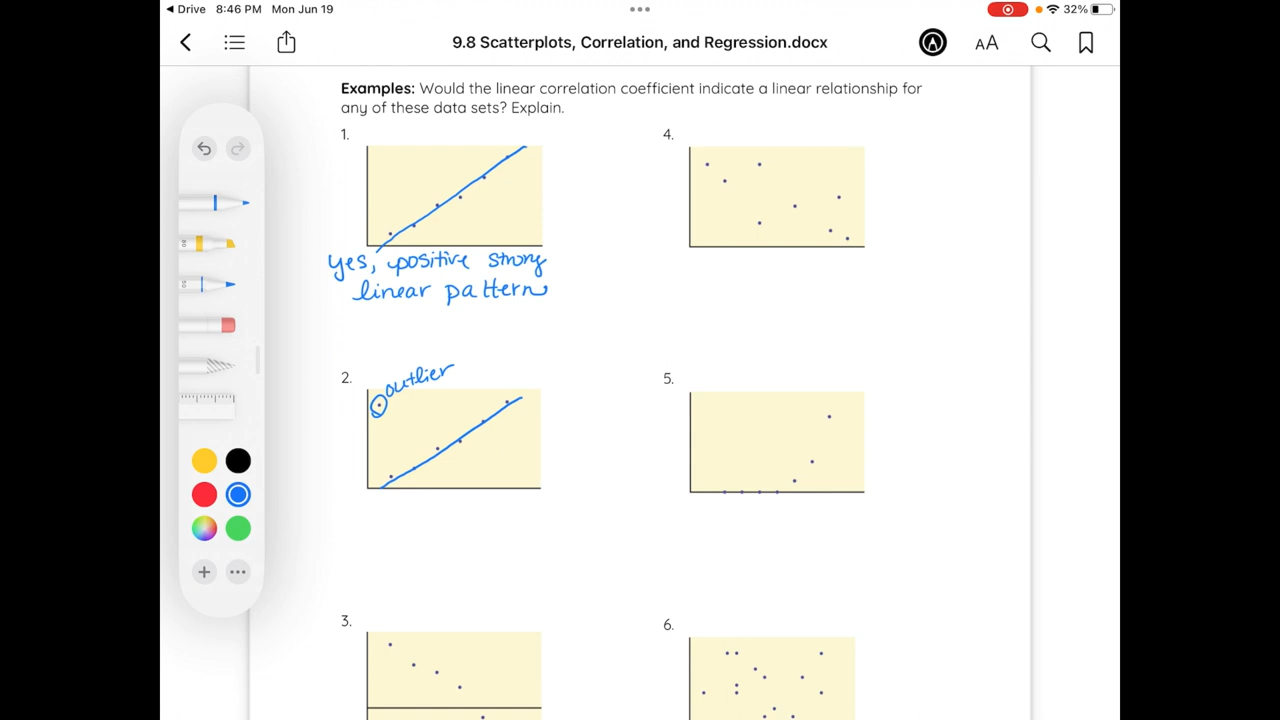 Drive 8:46 PM Mon Jun 19
32%
9.8 Scatterplots, Correlation, and Regression.docx
AA
Examples: Would the linear correlation coefficient indicate a linear relationship for
any of these data sets? Explain.
1.
yes, positive strong
linear pattern
2.
outlier
3.
4.
5.
6.
80
50